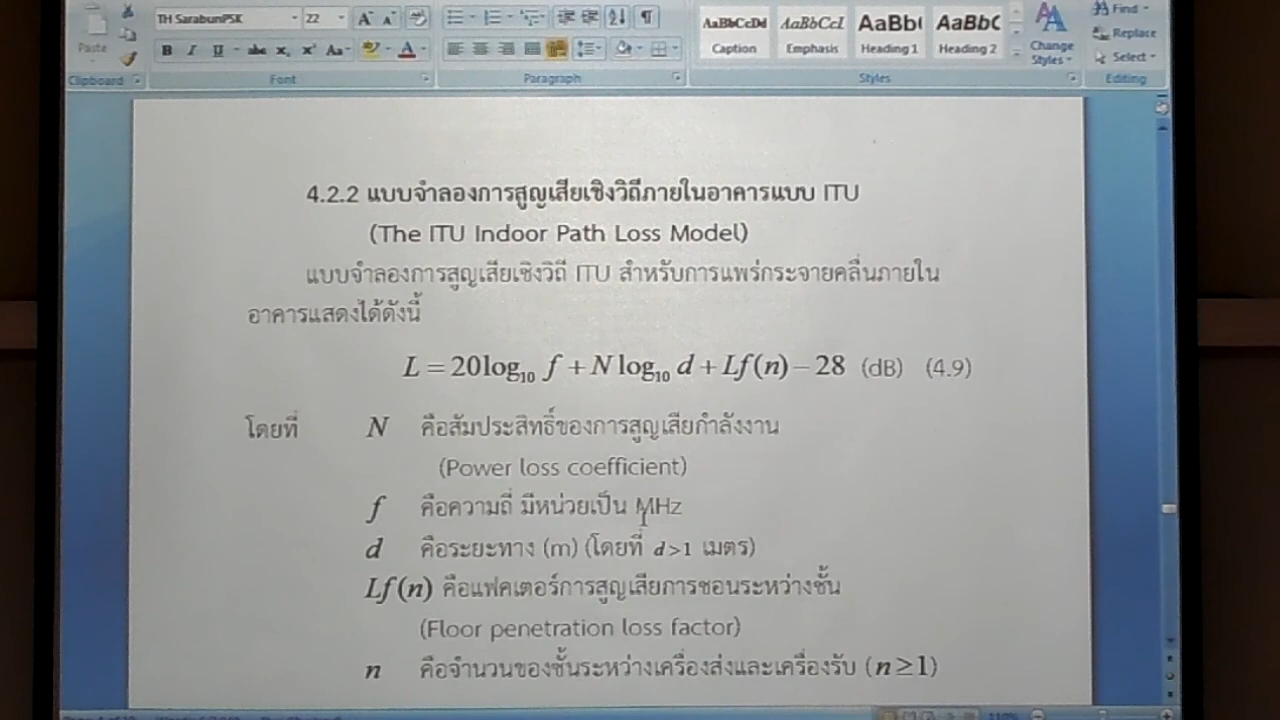 TH SarabunPSK 22
Paste
B I U abc x₂ x² Aa A
Clipboard Font Paragraph Styles Editing
AaBbCcDd AaBbCcI AaBb( AaBbC
Caption Emphasis Heading 1 Heading 2
Change Styles
Find
Replace
Select
4.2.2 แบบจำลองการสูญเสียเชิงวิถีภายในอาคารแบบ ITU
(The ITU Indoor Path Loss Model)
แบบจำลองการสูญเสียเชิงวิถี ITU สำหรับการแพร่กระจายคลื่นภายใน
อาคารแสดงได้ดังนี้
L = 20log₁₀ f + N log₁₀ d + Lf(n) – 28 (dB) (4.9)
โดยที่ N คือสัมประสิทธิ์ของการสูญเสียกำลังงาน
(Power loss coefficient)
f คือความถี่ มีหน่วยเป็น MHz
d คือระยะทาง (m) (โดยที่ d>1 เมตร)
Lf(n) คือแฟคเตอร์การสูญเสียการชอนระหว่างชั้น
(Floor penetration loss factor)
n คือจำนวนของชั้นระหว่างเครื่องส่งและเครื่องรับ (n≥1)
110%